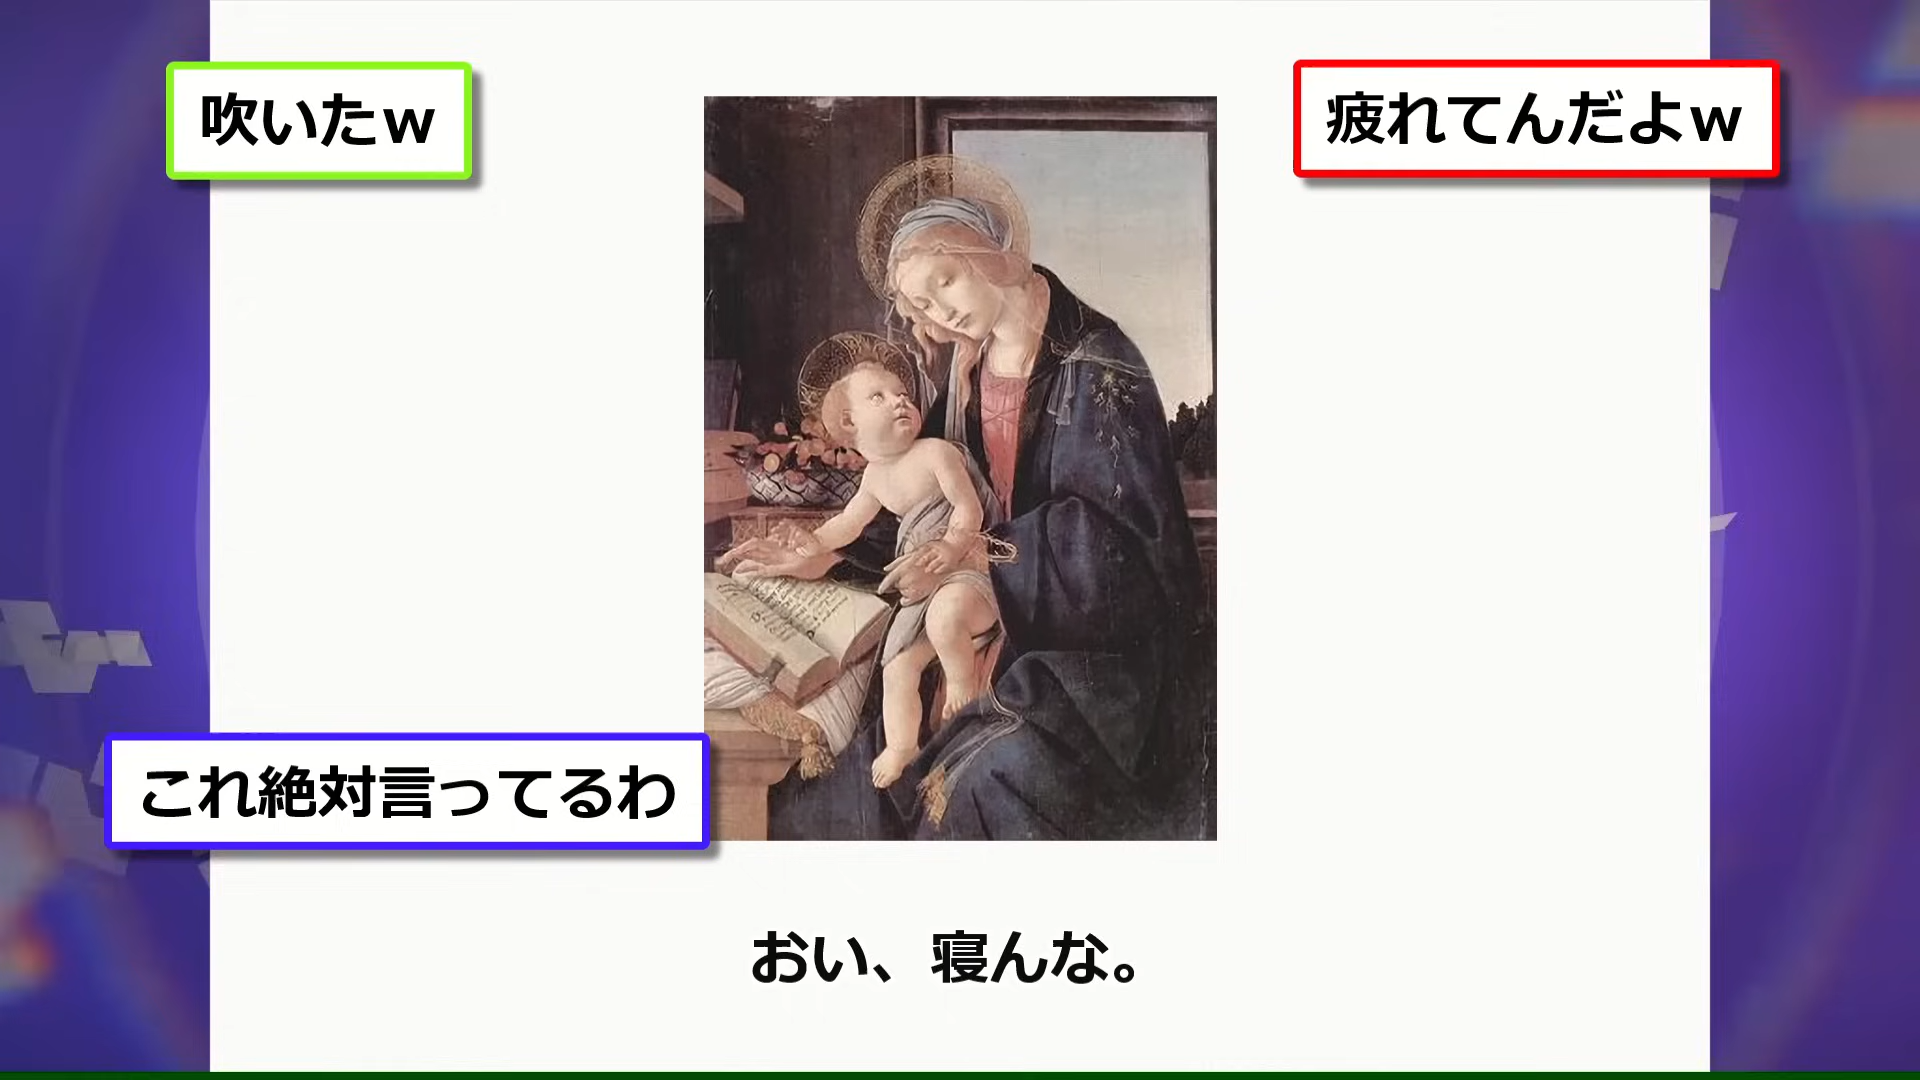 吹いたw
疲れてんだよw
これ絶対言ってるわ
おい、寝んな。